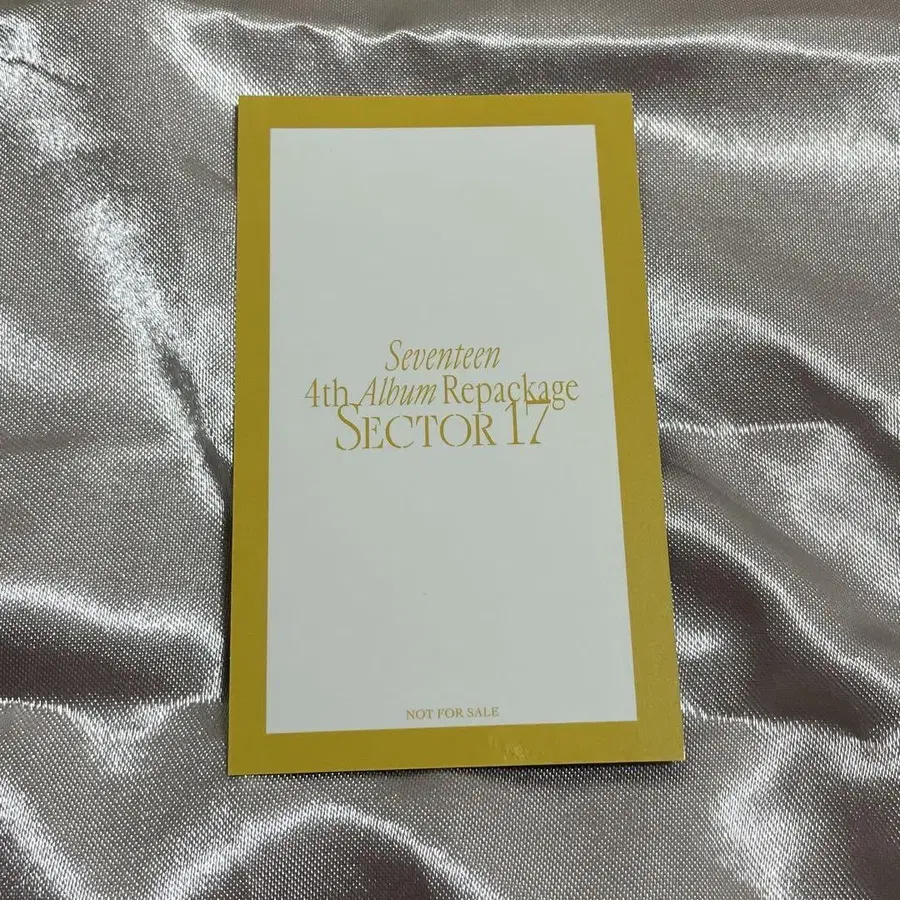 Seventeen
4th Album Repackage
SECTOR 17
NOT FOR SALE